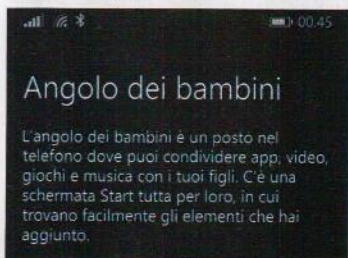 00.45
Angolo dei bambini
L'angolo dei bambini è un posto nel
telefono dove puoi condividere app, video,
giochi e musica con i tuoi figli. C'è una
schermata Start tutta per loro, in cui
trovano facilmente gli elementi che hai
aggiunto.